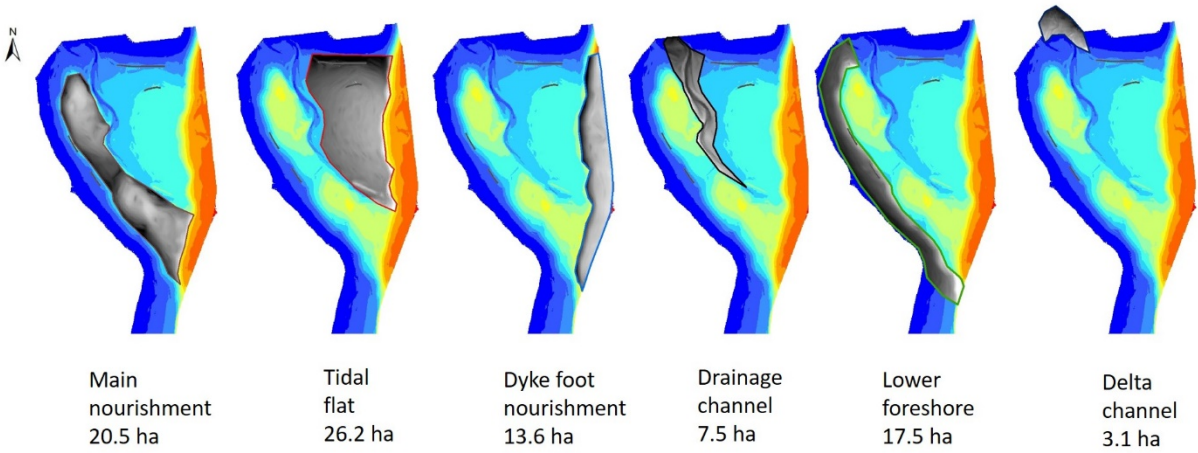 N
Main
nourishment
20.5 ha
Tidal
flat
26.2 ha
Dyke foot
nourishment
13.6 ha
Drainage
channel
7.5 ha
Lower
foreshore
17.5 ha
Delta
channel
3.1 ha